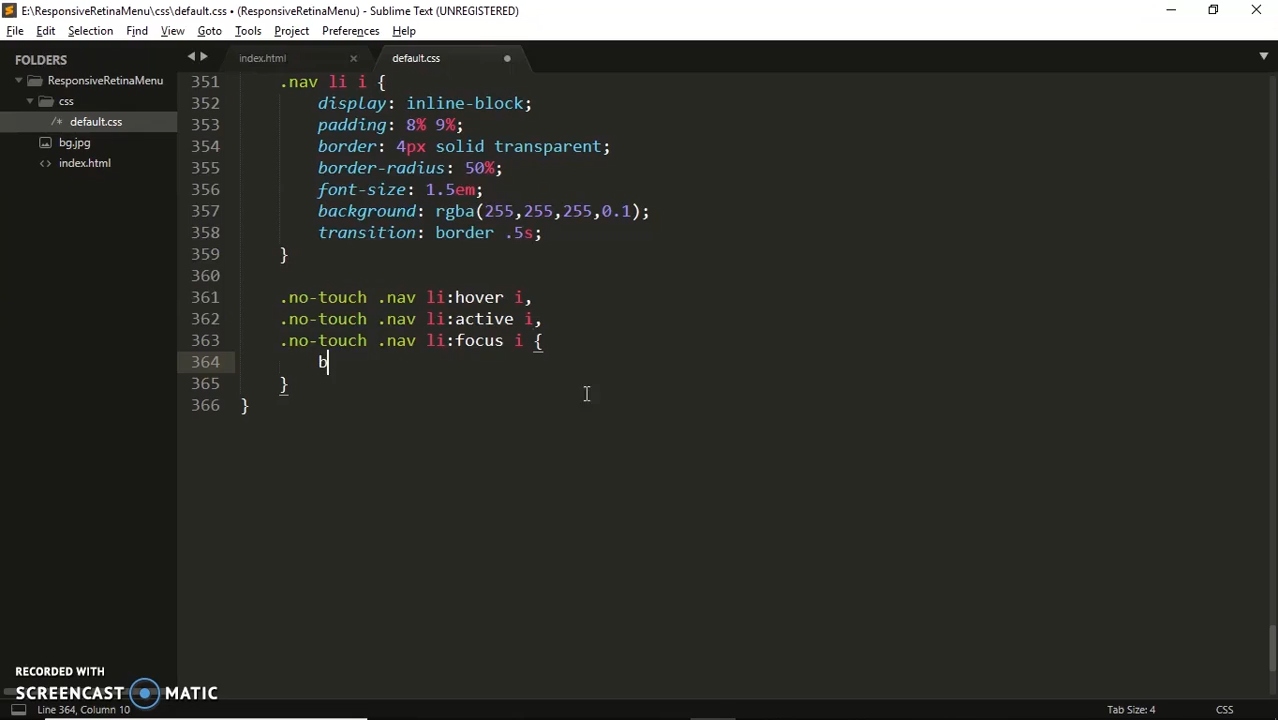 E:\ResponsiveRetinaMenu\css\default.css • (ResponsiveRetinaMenu) - Sublime Text (UNREGISTERED)
File Edit Selection Find View Goto Tools Project Preferences Help
FOLDERS
ResponsiveRetinaMenu
css
/* default.css
bg.jpg
<> index.html
index.html
default.css
351 .nav li i {
352 display: inline-block;
353 padding: 8% 9%;
354 border: 4px solid transparent;
355 border-radius: 50%;
356 font-size: 1.5em;
357 background: rgba(255,255,255,0.1);
358 transition: border .5s;
359 }
360
361 .no-touch .nav li:hover i,
362 .no-touch .nav li:active i,
363 .no-touch .nav li:focus i {
364 b
365 }
366 }
RECORDED WITH
SCREENCAST MATIC
Line 364, Column 10
Tab Size: 4
CSS